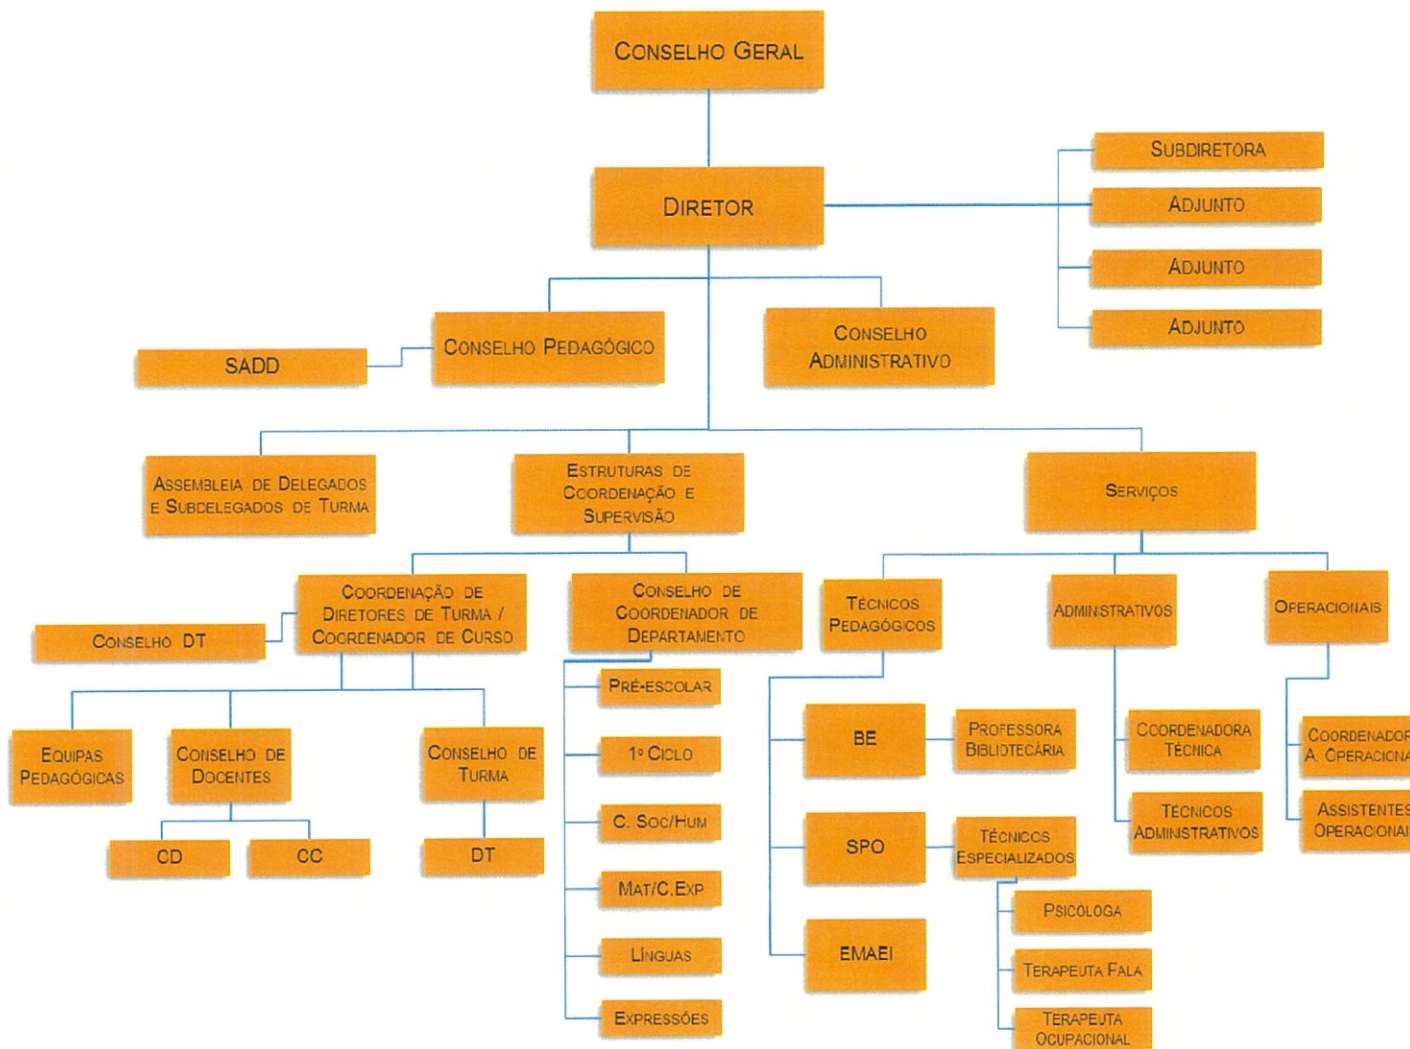 CONSELHO GERAL
DIRETOR
SUBDIRETORA
ADJUNTO
ADJUNTO
ADJUNTO
CONSELHO PEDAGÓGICO
CONSELHO
ADMINISTRATIVO
SADD
ASSEMBLEIA DE DELEGADOS
E SUBDELEGADOS DE TURMA
ESTRUTURAS DE
COORDENAÇÃO E
SUPERVISÃO
SERVIÇOS
COORDENAÇÃO DE
DIRETORES DE TURMA /
COORDENADOR DE CURSO
CONSELHO DT
CONSELHO DE
COORDENADOR DE
DEPARTAMENTO
TÉCNICOS
PEDAGÓGICOS
ADMINISTRATIVOS
OPERACIONAIS
EQUIPAS
PEDAGÓGICAS
CONSELHO DE
DOCENTES
CONSELHO DE
TURMA
CD
CC
DT
PRÉ-ESCOLAR
1º CICLO
C. SOC/HUM
MAT/C.EXP
LÍNGUAS
EXPRESSÕES
BE
PROFESSORA
BIBLIOTECÁRIA
SPO
TÉCNICOS
ESPECIALIZADOS
EMAEI
PSICÓLOGA
TERAPEUTA FALA
TERAPEUTA
OCUPACIONAL
COORDENADORA
TÉCNICA
TÉCNICOS
ADMINISTRATIVOS
COORDENADOR
A. OPERACIONA
ASSISTENTES
OPERACIONAIS